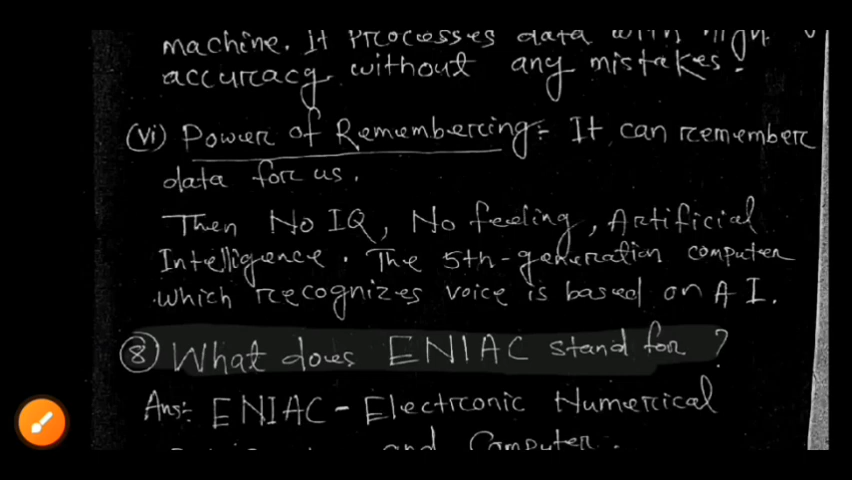 machine. It processes data with high
accuracy without any mistakes.
(vi) Power of Remembering:- It can remember
data for us.
Then No IQ, No feeling, Artificial
Intelligence. The 5th-generation computer
which recognizes voice is based on A I.
8 What does ENIAC stand for ?
Ans:- ENIAC - Electronic Numerical
and Computer.